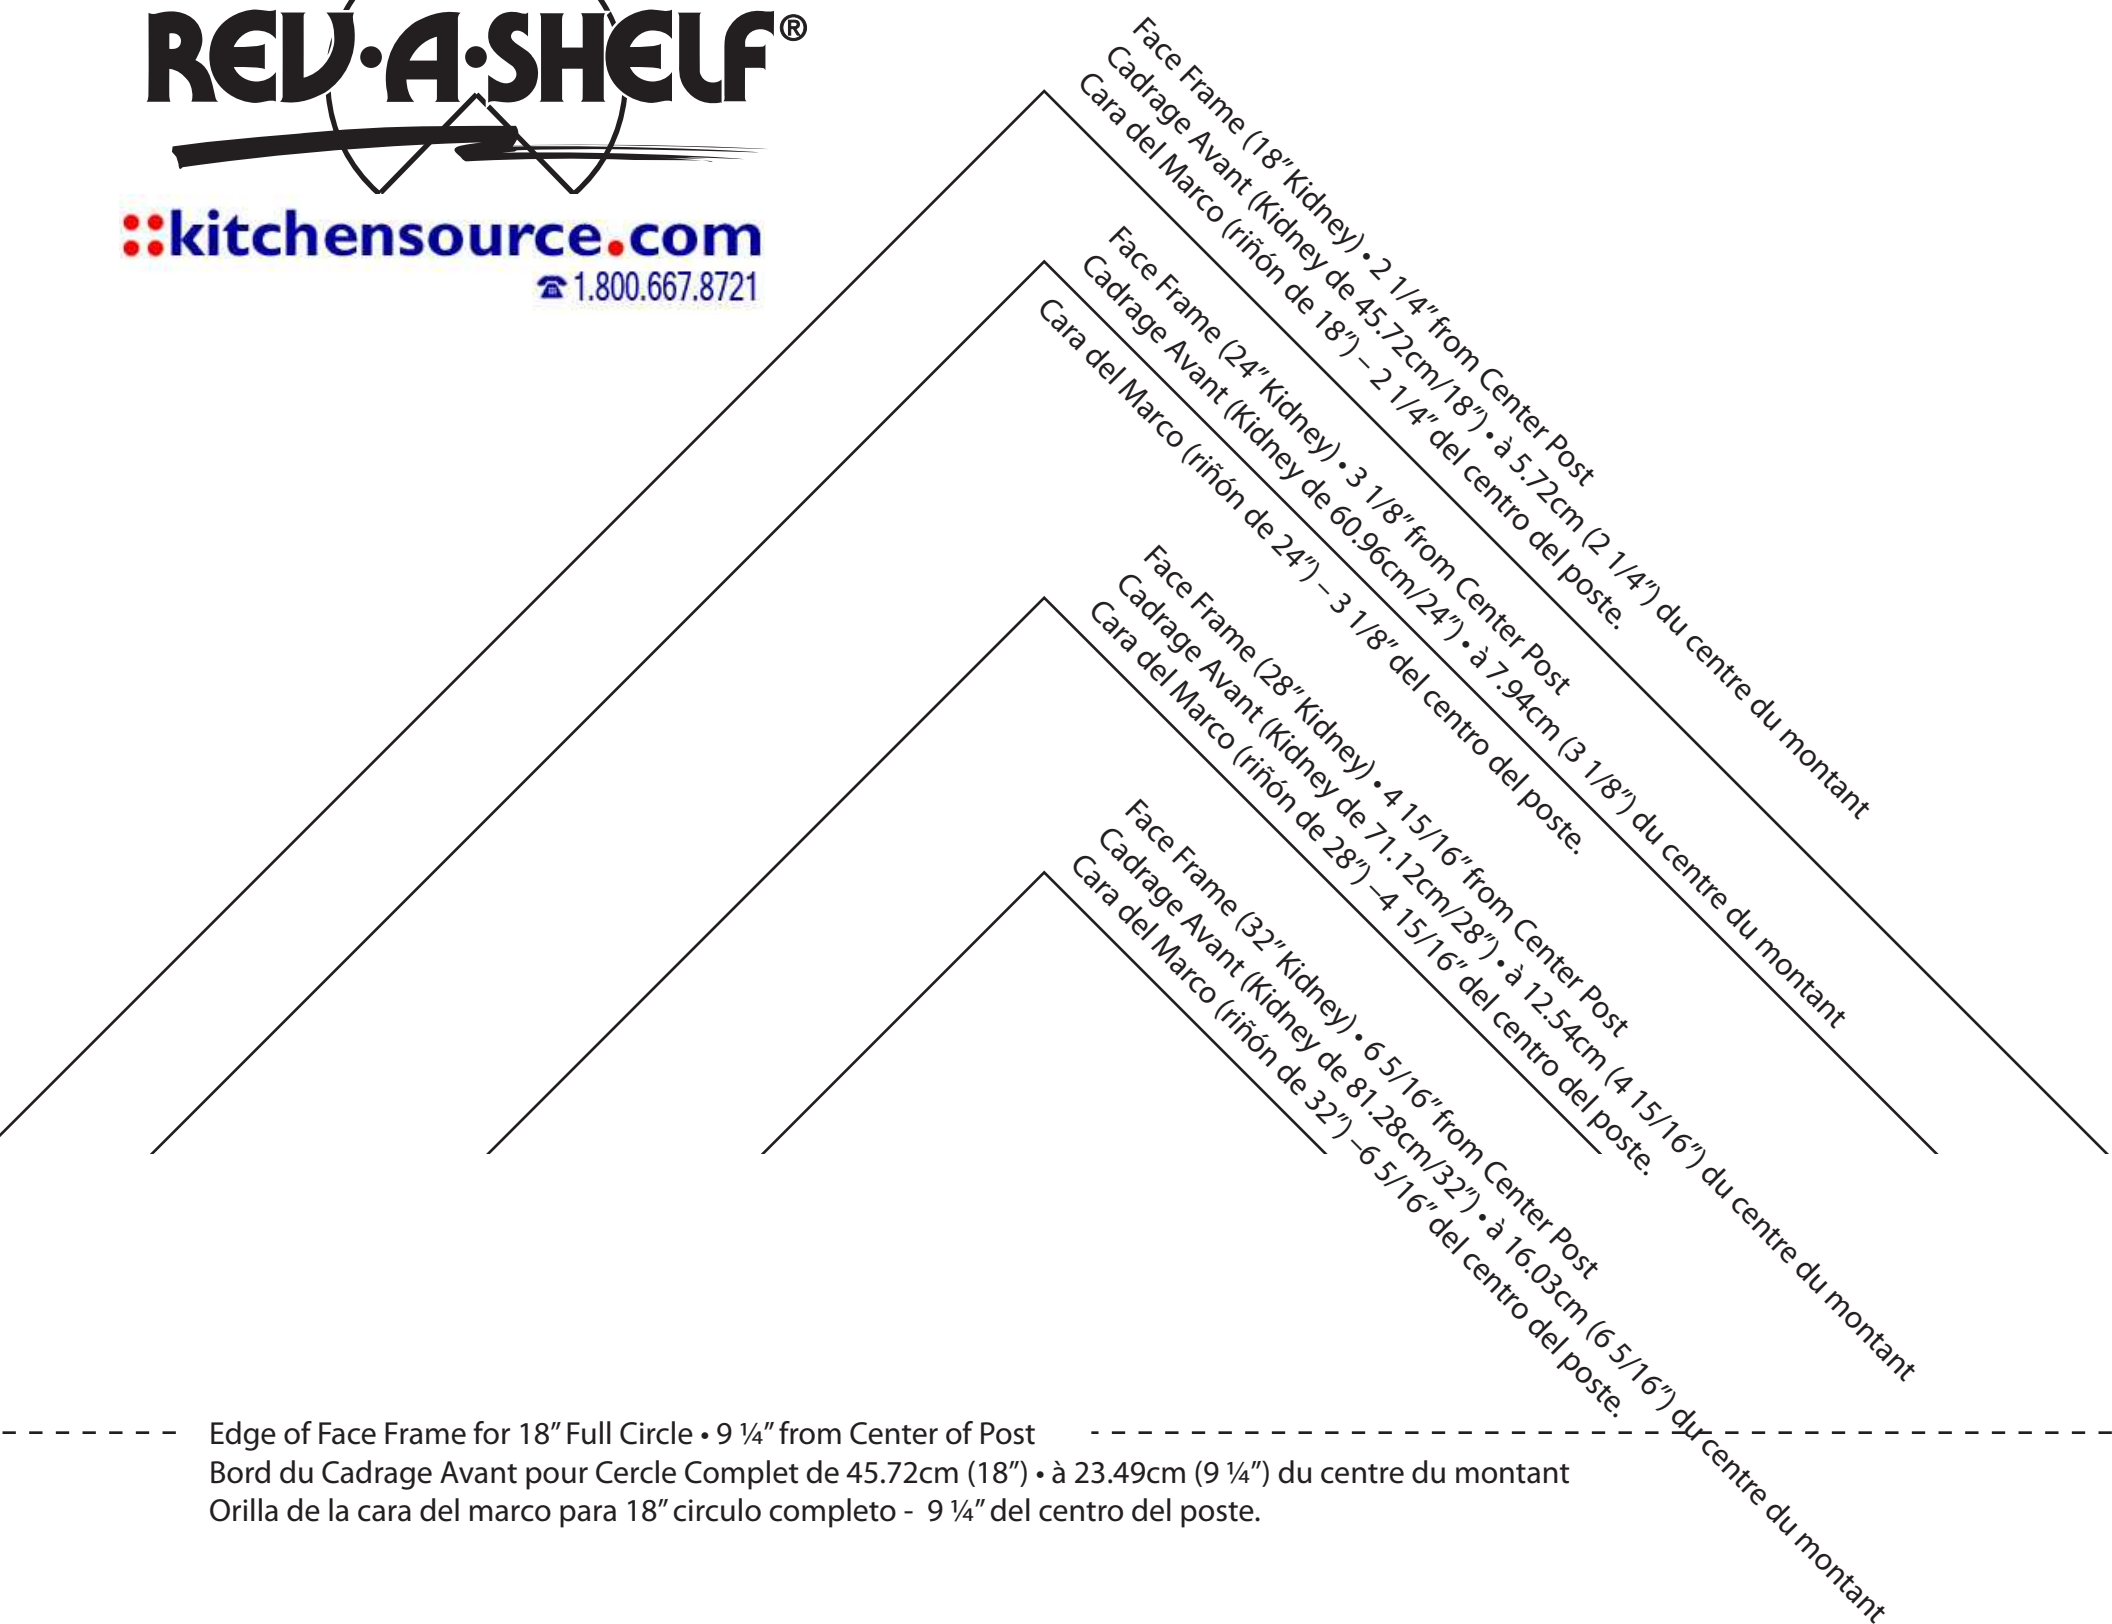 REV•A•SHELF®
kitchensource.com
1.800.667.8721
Face Frame (18” Kidney) • 2 1/4” from Center Post
Cadrage Avant (Kidney de 45.72cm/18”) • à 5.72cm (2 1/4”) du centre du montant
Cara del Marco (riñón de 18”) – 2 1/4” del centro del poste.
Face Frame (24” Kidney) • 3 1/8” from Center Post
Cadrage Avant (Kidney de 60.96cm/24”) • à 7.94cm (3 1/8”) du centre du montant
Cara del Marco (riñón de 24”) – 3 1/8” del centro del poste.
Face Frame (28” Kidney) • 4 15/16” from Center Post
Cadrage Avant (Kidney de 71.12cm/28”) • à 12.54cm (4 15/16”) du centre du montant
Cara del Marco (riñón de 28”) –4 15/16” del centro del poste.
Face Frame (32” Kidney) • 6 5/16” from Center Post
Cadrage Avant (Kidney de 81.28cm/32”) • à 16.03cm (6 5/16”) du centre du montant
Cara del Marco (riñón de 32”) –6 5/16” del centro del poste.
Edge of Face Frame for 18” Full Circle • 9 ¼” from Center of Post
Bord du Cadrage Avant pour Cercle Complet de 45.72cm (18”) • à 23.49cm (9 ¼”) du centre du montant
Orilla de la cara del marco para 18” circulo completo - 9 ¼” del centro del poste.